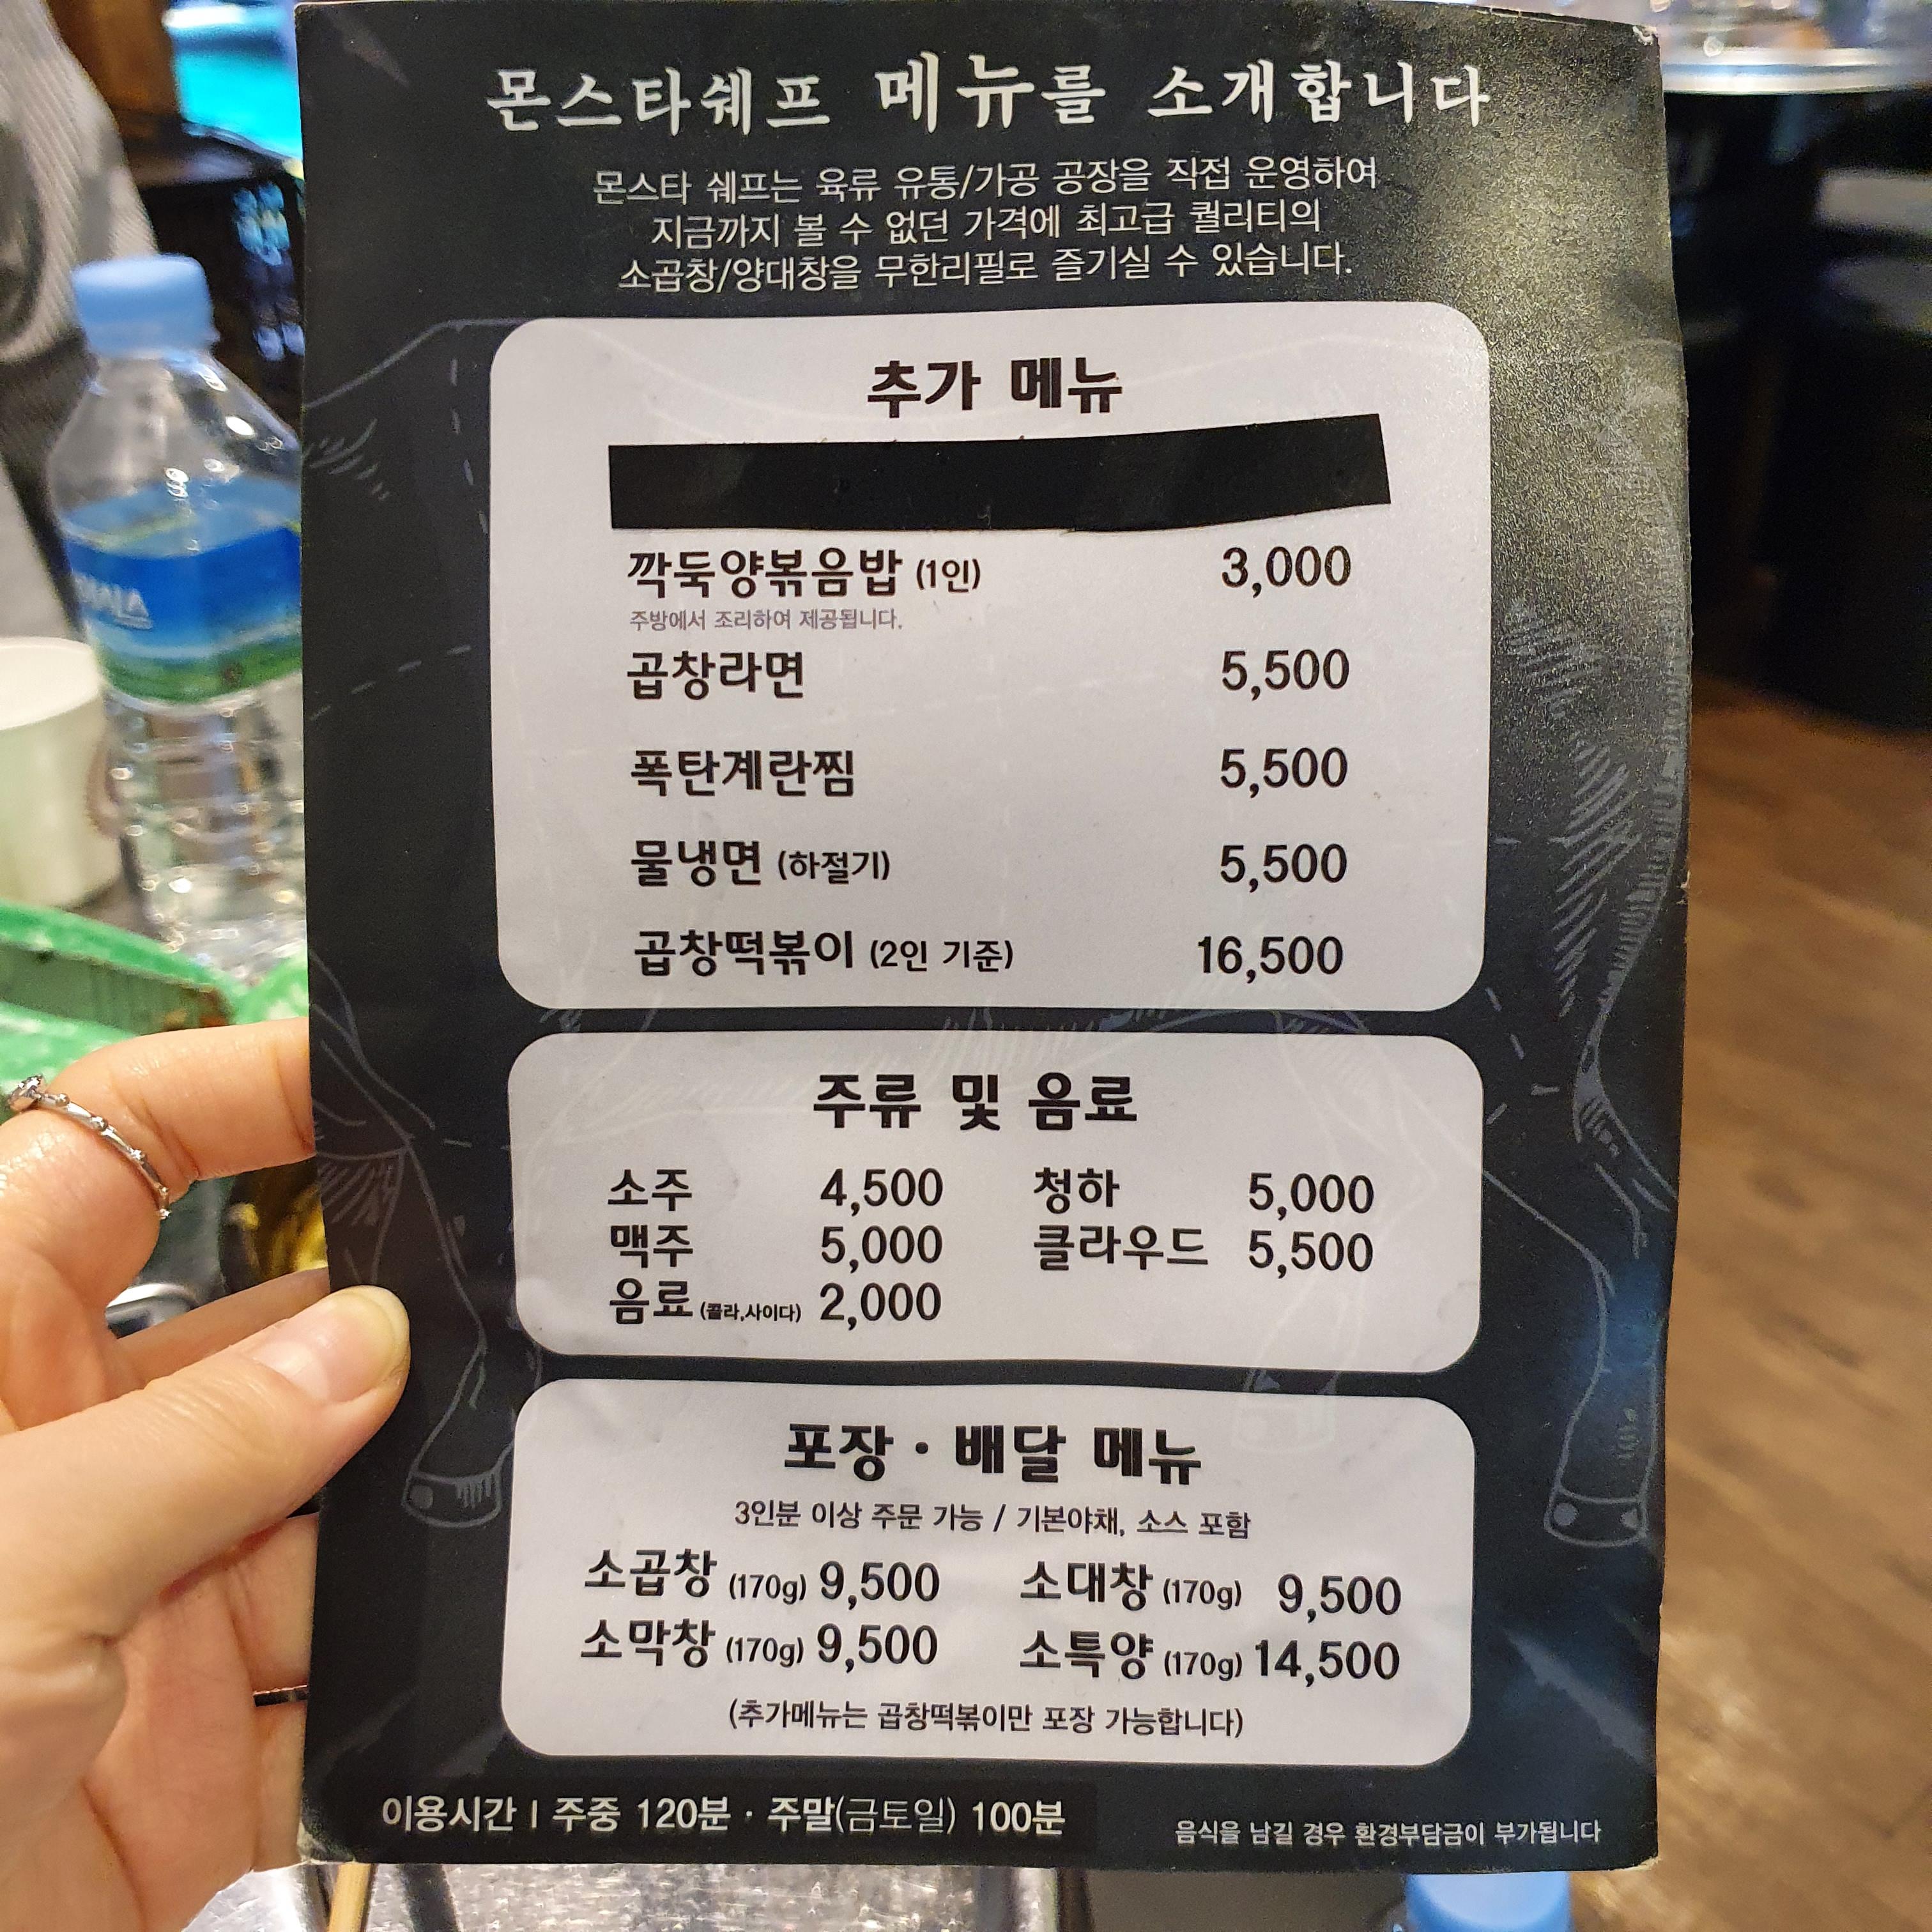 몬스타쉐프 메뉴를 소개합니다
몬스타 쉐프는 육류 유통/가공 공장을 직접 운영하여
지금까지 볼 수 없던 가격에 최고급 퀄리티의
소곱창/양대창을 무한리필로 즐기실 수 있습니다.
추가 메뉴
깍둑양볶음밥 (1인) 3,000
주방에서 조리하여 제공됩니다.
곱창라면 5,500
폭탄계란찜 5,500
물냉면 (하절기) 5,500
곱창떡볶이 (2인 기준) 16,500
주류 및 음료
소주 4,500 청하 5,000
맥주 5,000 클라우드 5,500
음료 (콜라,사이다) 2,000
포장 · 배달 메뉴
3인분 이상 주문 가능 / 기본야채, 소스 포함
소곱창 (170g) 9,500 소대창 (170g) 9,500
소막창 (170g) 9,500 소특양 (170g) 14,500
(추가메뉴는 곱창떡볶이만 포장 가능합니다)
이용시간 | 주중 120분 · 주말(금토일) 100분
음식을 남길 경우 환경부담금이 부가됩니다